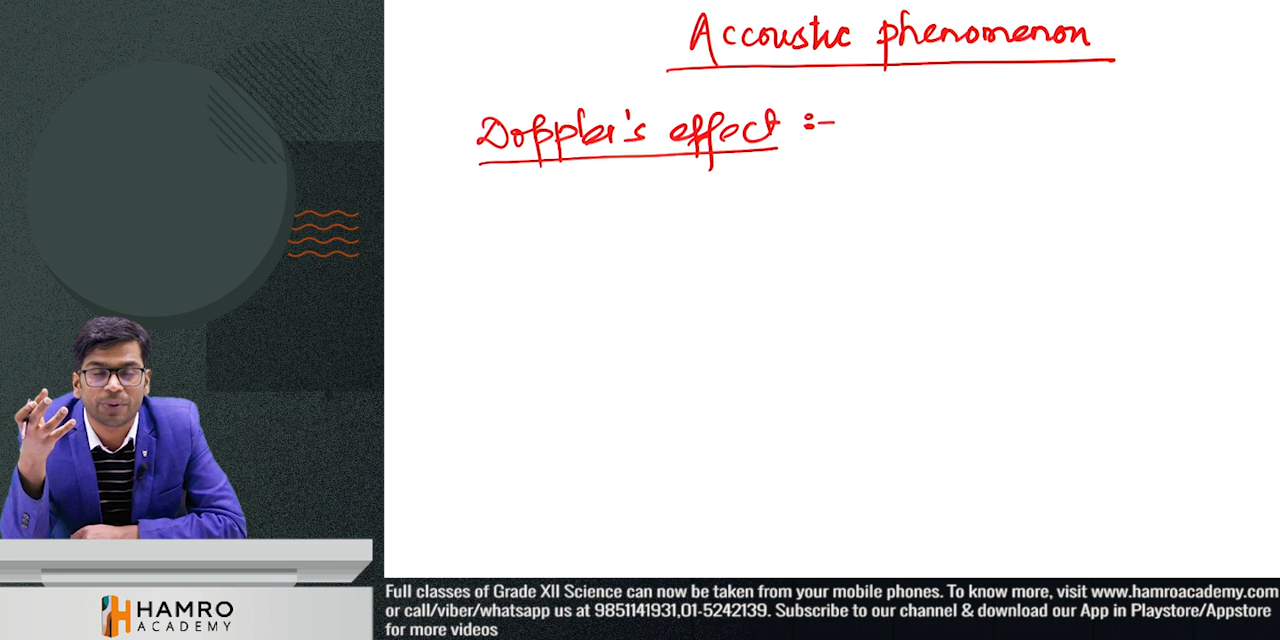 Accoustic phenomenon
Doppler's effect :-
HAMRO
ACADEMY
Full classes of Grade XII Science can now be taken from your mobile phones. To know more, visit www.hamroacademy.com
or call/viber/whatsapp us at 9851141931,01-5242139. Subscribe to our channel & download our App in Playstore/Appstore
for more videos